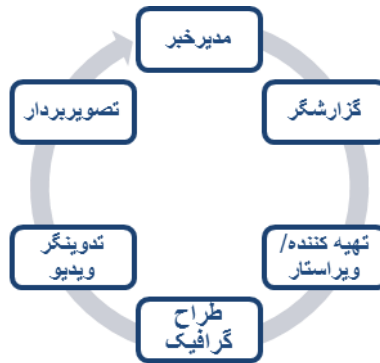 مدیرخبر
گزارشگر
تهیه کننده/
ویراستار
طراح
گرافیک
تدوینگر
ویدیو
تصویربردار